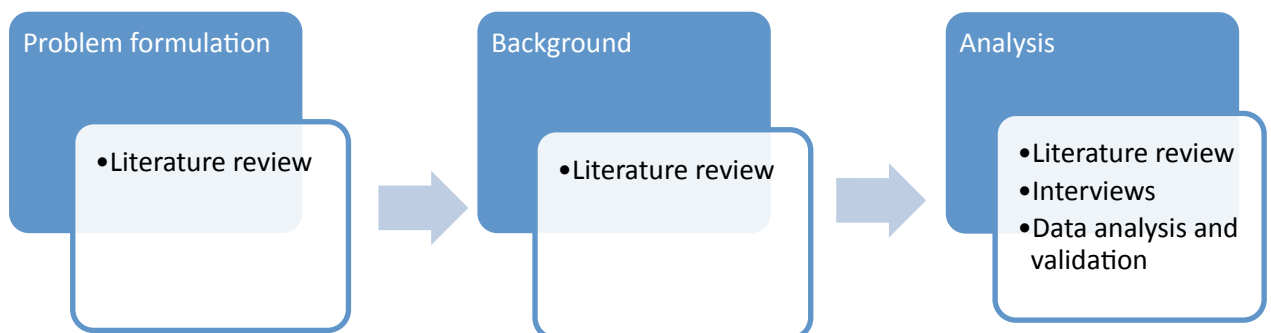 Problem formulation
•Literature review
Background
•Literature review
Analysis
•Literature review
•Interviews
•Data analysis and
validation